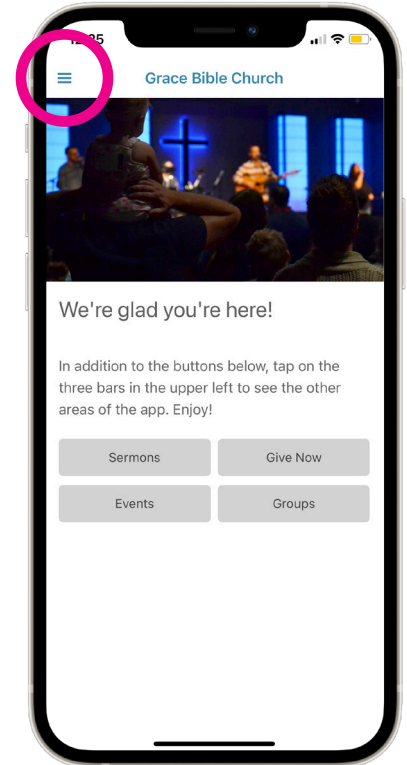 Grace Bible Church
We're glad you're here!
In addition to the buttons below, tap on the
three bars in the upper left to see the other
areas of the app. Enjoy!
Sermons Give Now
Events Groups